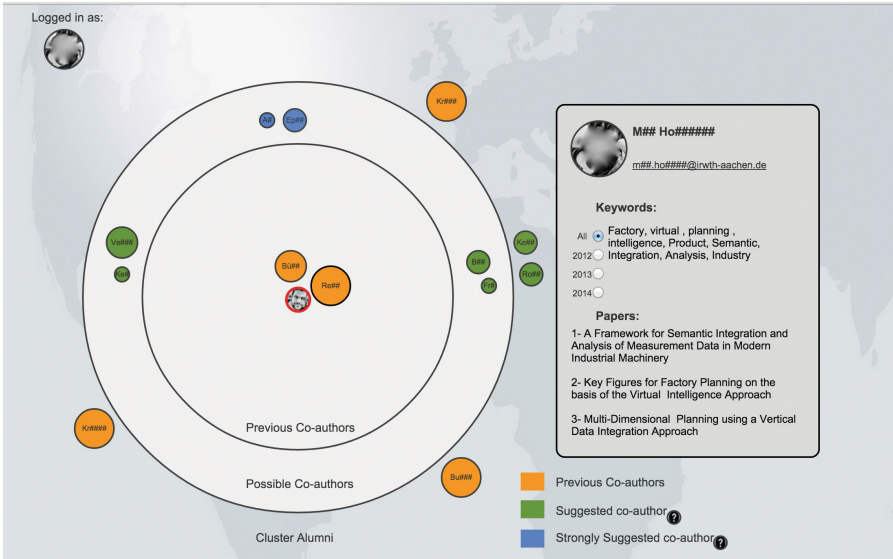 Logged in as:
Kr###
A#
Ep##
Ve###
Ke#
Bü##
Re##
B##
Fr#
Ke##
Ro##
Kr####
Bu###
Previous Co-authors
Possible Co-authors
Cluster Alumni
M## Ho######
m##.ho####@irwth-aachen.de
Keywords:
All
2012
2013
2014
Factory, virtual , planning ,
intelligence, Product, Semantic,
Integration, Analysis, Industry
Papers:
1- A Framework for Semantic Integration and
Analysis of Measurement Data in Modern
Industrial Machinery
2- Key Figures for Factory Planning on the
basis of the Virtual Intelligence Approach
3- Multi-Dimensional Planning using a Vertical
Data Integration Approach
Previous Co-authors
Suggested co-author ?
Strongly Suggested co-author ?